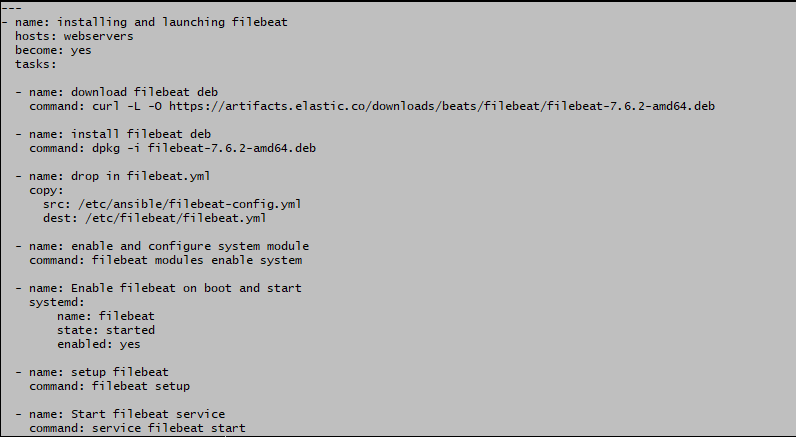 ---
- name: installing and launching filebeat
  hosts: webservers
  become: yes
  tasks:

  - name: download filebeat deb
    command: curl -L -O https://artifacts.elastic.co/downloads/beats/filebeat/filebeat-7.6.2-amd64.deb

  - name: install filebeat deb
    command: dpkg -i filebeat-7.6.2-amd64.deb

  - name: drop in filebeat.yml
    copy:
      src: /etc/ansible/filebeat-config.yml
      dest: /etc/filebeat/filebeat.yml

  - name: enable and configure system module
    command: filebeat modules enable system

  - name: Enable filebeat on boot and start
    systemd:
        name: filebeat
        state: started
        enabled: yes

  - name: setup filebeat
    command: filebeat setup

  - name: Start filebeat service
    command: service filebeat start